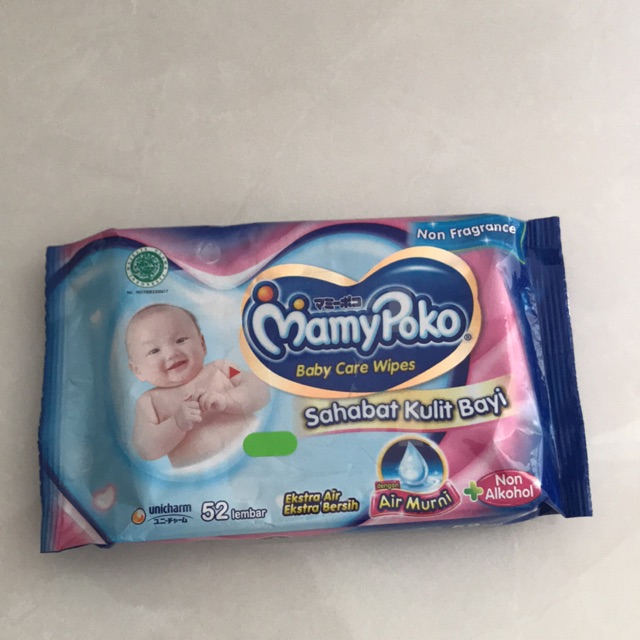 Non Fragrance
マミーポコ
MamyPoko
Baby Care Wipes
Sahabat Kulit Bayi
dengan
Air Murni
+ Non
Alkohol
Ekstra Air
Ekstra Bersih
52 lembar
unicharm
ユニ・チャーム